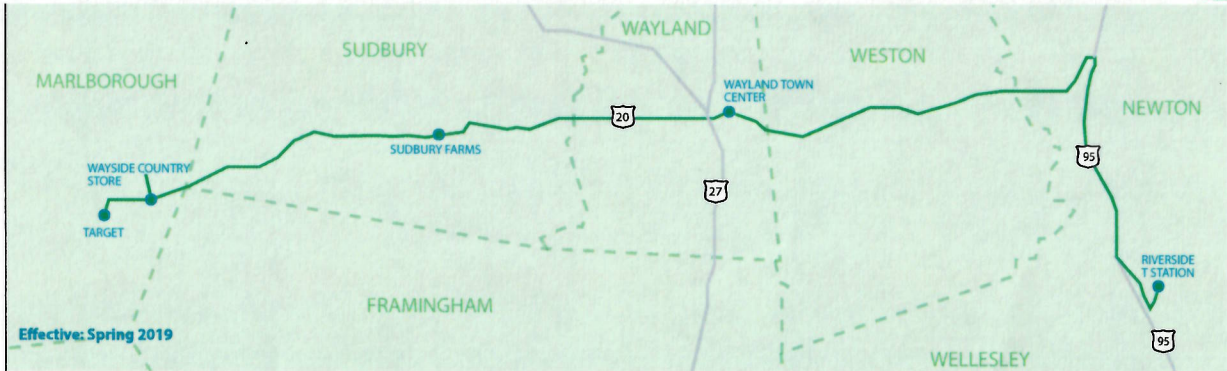 WAYLAND
SUDBURY
WESTON
MARLBOROUGH
WAYLAND TOWN
CENTER
NEWTON
20
SUDBURY FARMS
95
WAYSIDE COUNTRY
STORE
27
TARGET
RIVERSIDE
T STATION
FRAMINGHAM
Effective: Spring 2019
95
WELLESLEY